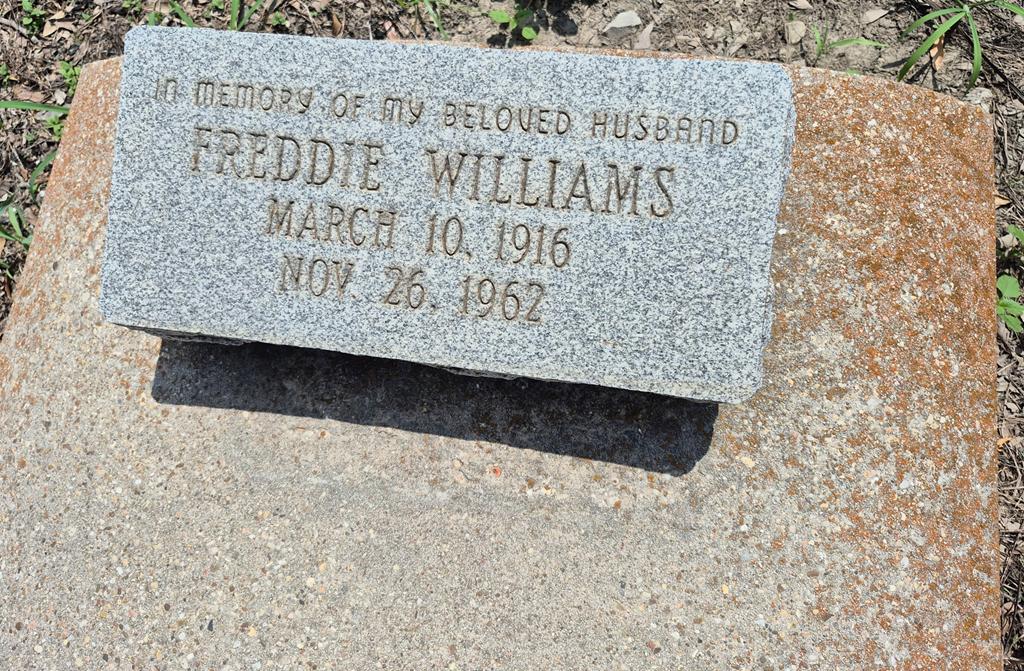 In MEMORY OF MY BELOVED HUSBAND
FREDDIE WILLIAMS
MARCH 10. 1916
NOV. 26. 1962